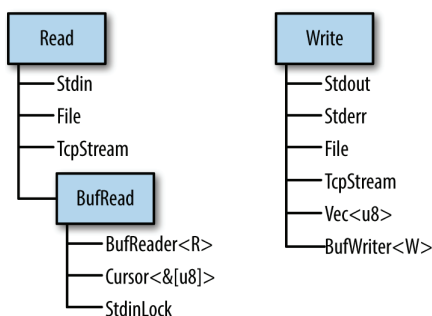 Read
Stdin
File
TcpStream
BufRead
BufReader<R>
Cursor<&[u8]>
StdinLock
Write
Stdout
Stderr
File
TcpStream
Vec<u8>
BufWriter<W>